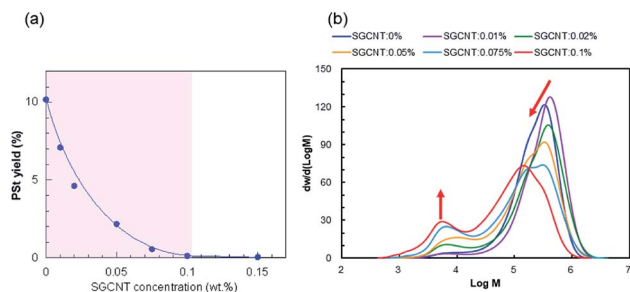 (a)
(b)
SGCNT:0% SGCNT:0.01% SGCNT:0.02%
SGCNT:0.05% SGCNT:0.075% SGCNT:0.1%
PSt yield (%)
10
5
0
0 0.05 0.10 0.15
SGCNT concentration (wt.%)
dw/d(LogM)
150
120
90
60
30
0
2 3 4 5 6 7
Log M